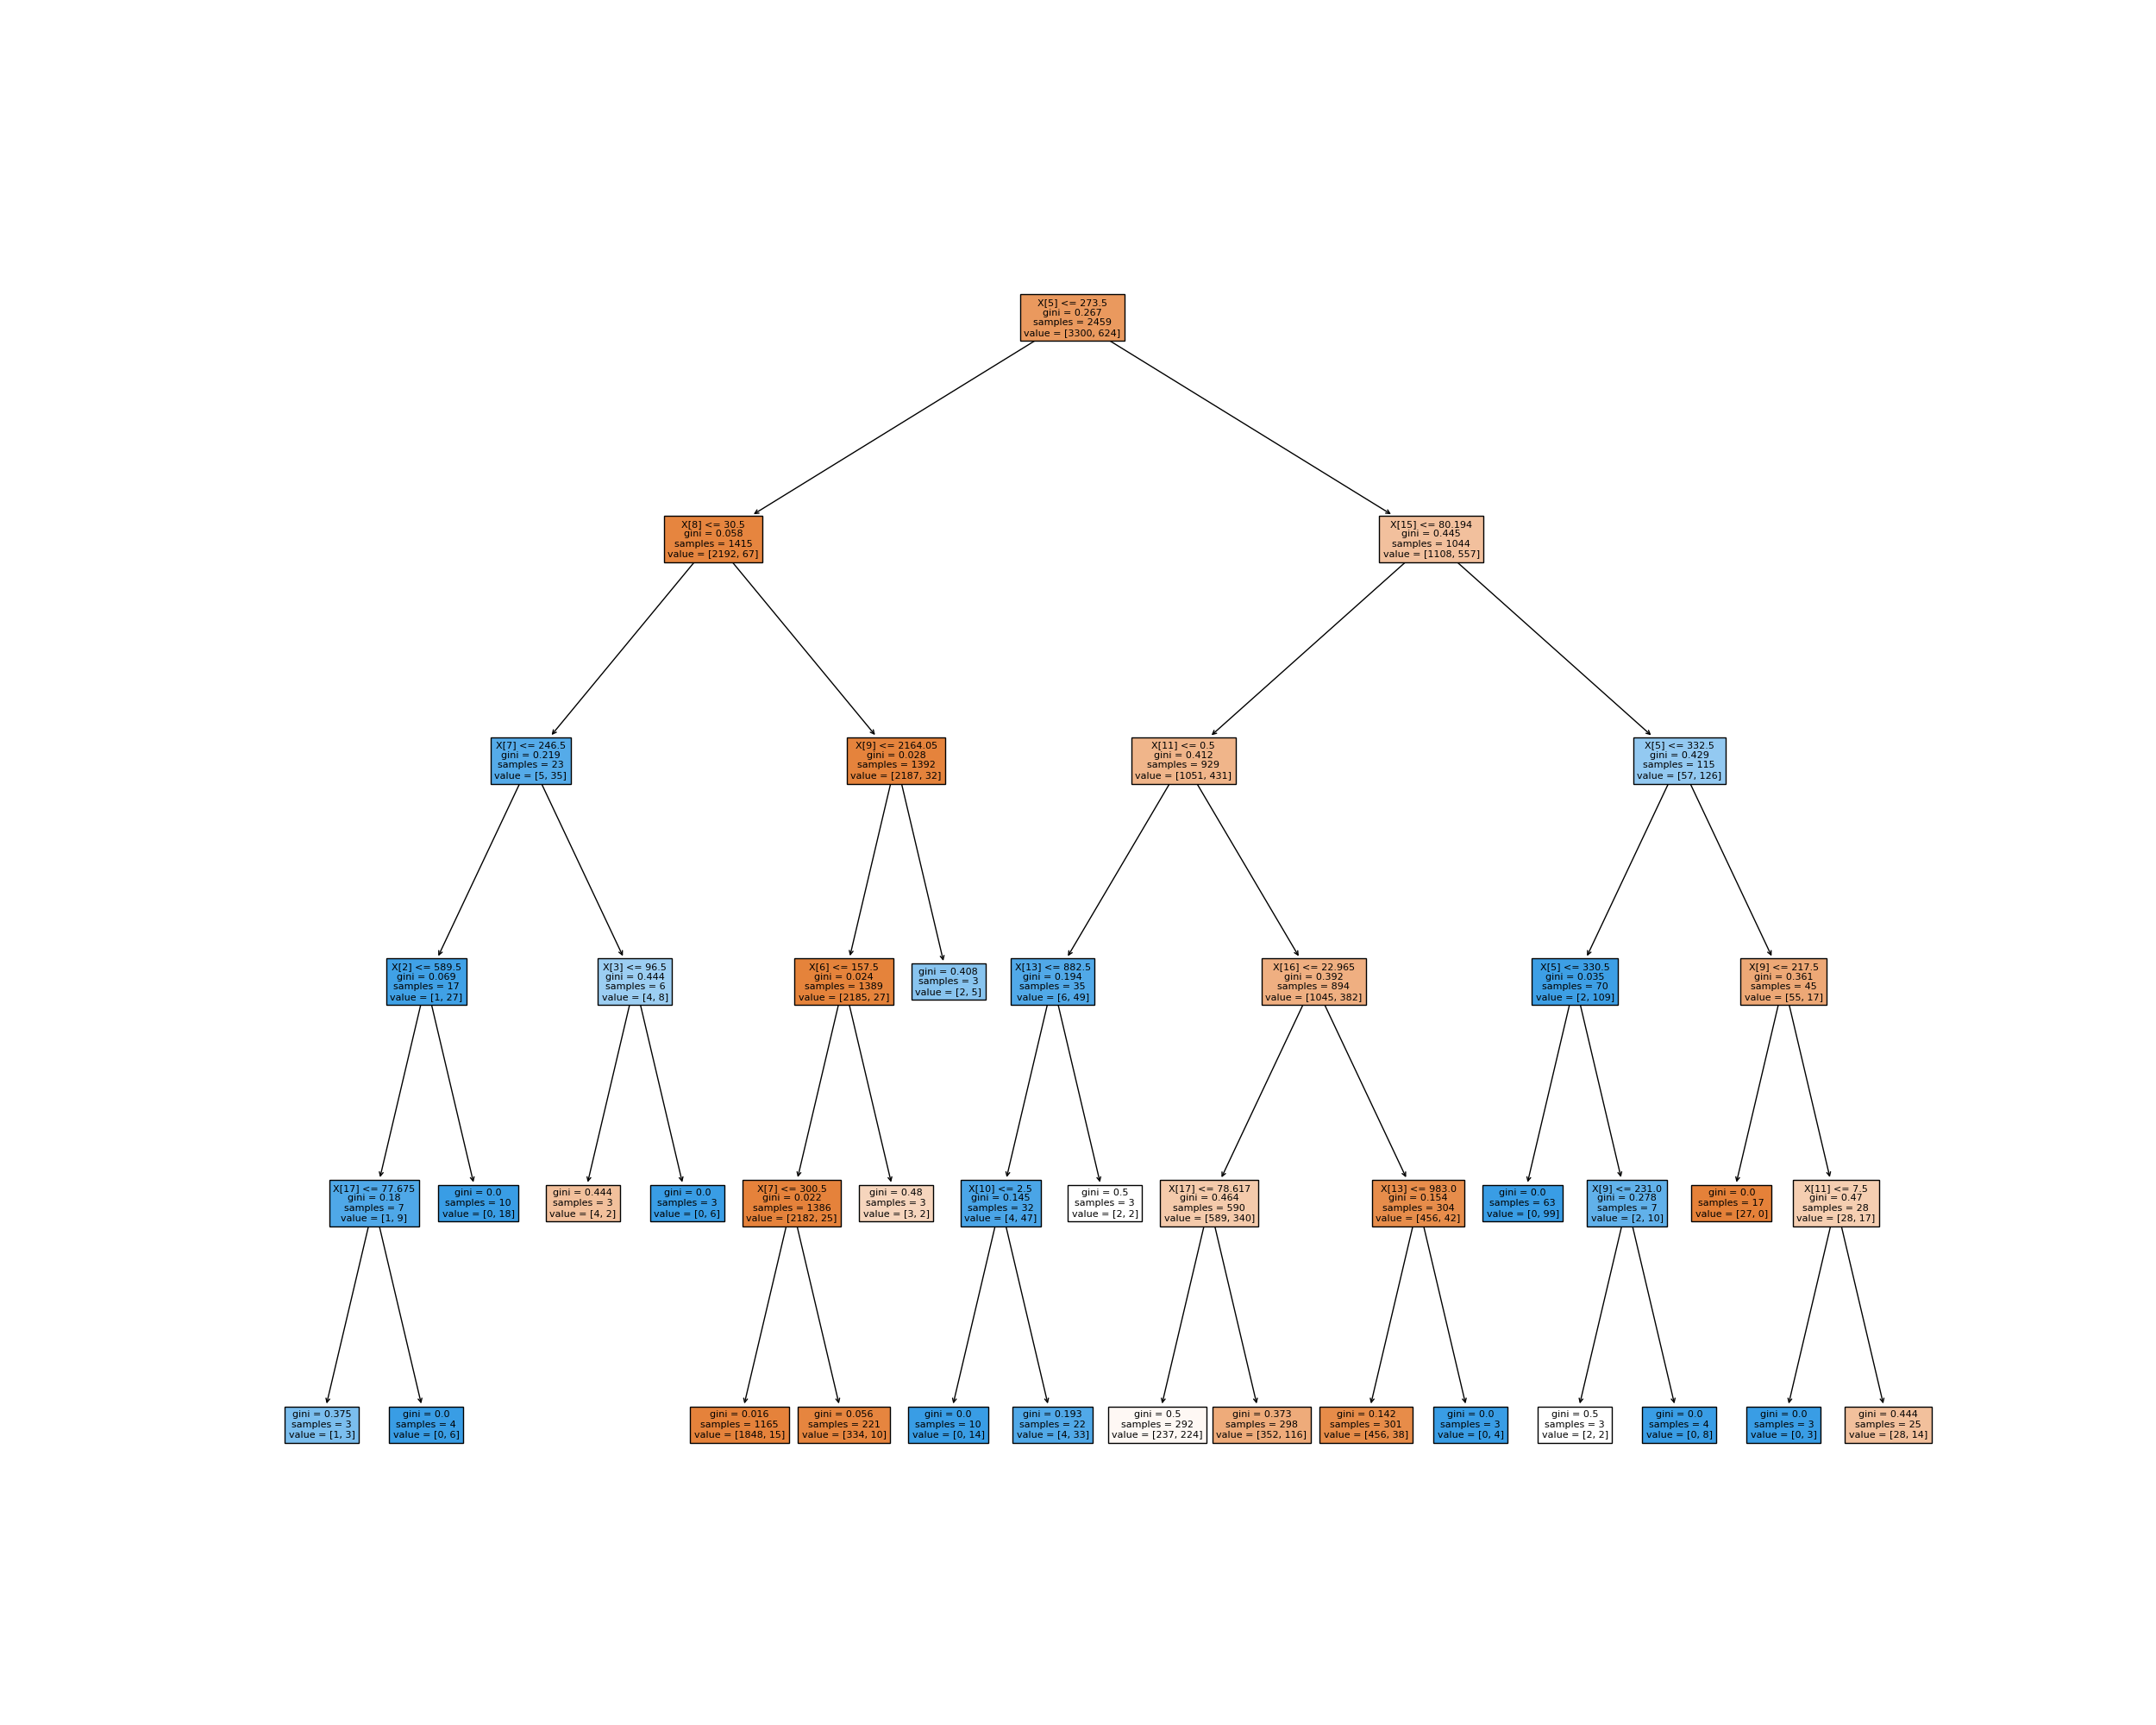 X[5] <= 273.5
gini = 0.267
samples = 2459
value = [3300, 624]
X[8] <= 30.5
gini = 0.058
samples = 1415
value = [2192, 67]
X[15] <= 80.194
gini = 0.445
samples = 1044
value = [1108, 557]
X[7] <= 246.5
gini = 0.219
samples = 23
value = [5, 35]
X[9] <= 2164.05
gini = 0.028
samples = 1392
value = [2187, 32]
X[11] <= 0.5
gini = 0.412
samples = 929
value = [1051, 431]
X[5] <= 332.5
gini = 0.429
samples = 115
value = [57, 126]
X[2] <= 589.5
gini = 0.069
samples = 17
value = [1, 27]
X[3] <= 96.5
gini = 0.444
samples = 6
value = [4, 8]
X[6] <= 157.5
gini = 0.024
samples = 1389
value = [2185, 27]
gini = 0.408
samples = 3
value = [2, 5]
X[13] <= 882.5
gini = 0.194
samples = 35
value = [6, 49]
X[16] <= 22.965
gini = 0.392
samples = 894
value = [1045, 382]
X[5] <= 330.5
gini = 0.035
samples = 70
value = [2, 109]
X[9] <= 217.5
gini = 0.361
samples = 45
value = [55, 17]
X[17] <= 77.675
gini = 0.18
samples = 7
value = [1, 9]
gini = 0.0
samples = 10
value = [0, 18]
gini = 0.444
samples = 3
value = [4, 2]
gini = 0.0
samples = 3
value = [0, 6]
X[7] <= 300.5
gini = 0.022
samples = 1386
value = [2182, 25]
gini = 0.48
samples = 3
value = [3, 2]
X[10] <= 2.5
gini = 0.145
samples = 32
value = [4, 47]
gini = 0.5
samples = 3
value = [2, 2]
X[17] <= 78.617
gini = 0.464
samples = 590
value = [589, 340]
X[13] <= 983.0
gini = 0.154
samples = 304
value = [456, 42]
gini = 0.0
samples = 63
value = [0, 99]
X[9] <= 231.0
gini = 0.278
samples = 7
value = [2, 10]
gini = 0.0
samples = 17
value = [27, 0]
X[11] <= 7.5
gini = 0.47
samples = 28
value = [28, 17]
gini = 0.375
samples = 3
value = [1, 3]
gini = 0.0
samples = 4
value = [0, 6]
gini = 0.016
samples = 1165
value = [1848, 15]
gini = 0.056
samples = 221
value = [334, 10]
gini = 0.0
samples = 10
value = [0, 14]
gini = 0.193
samples = 22
value = [4, 33]
gini = 0.5
samples = 292
value = [237, 224]
gini = 0.373
samples = 298
value = [352, 116]
gini = 0.142
samples = 301
value = [456, 38]
gini = 0.0
samples = 3
value = [0, 4]
gini = 0.5
samples = 3
value = [2, 2]
gini = 0.0
samples = 4
value = [0, 8]
gini = 0.0
samples = 3
value = [0, 3]
gini = 0.444
samples = 25
value = [28, 14]